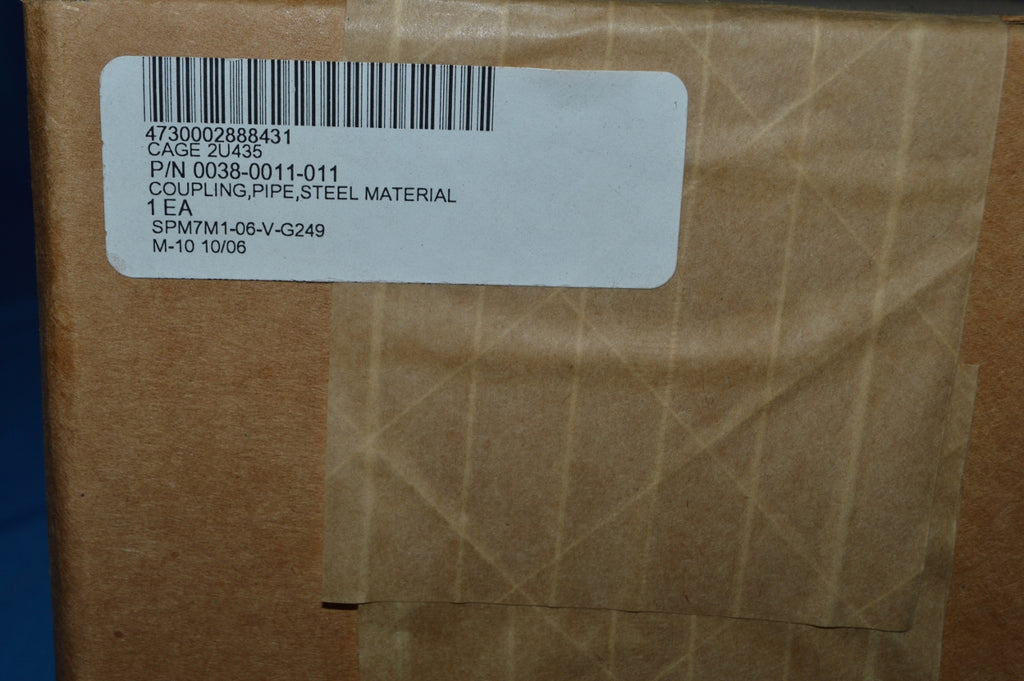 4730002888431
CAGE 2U435
P/N 0038-0011-011
COUPLING,PIPE,STEEL MATERIAL
1 EA
SPM7M1-06-V-G249
M-10 10/06